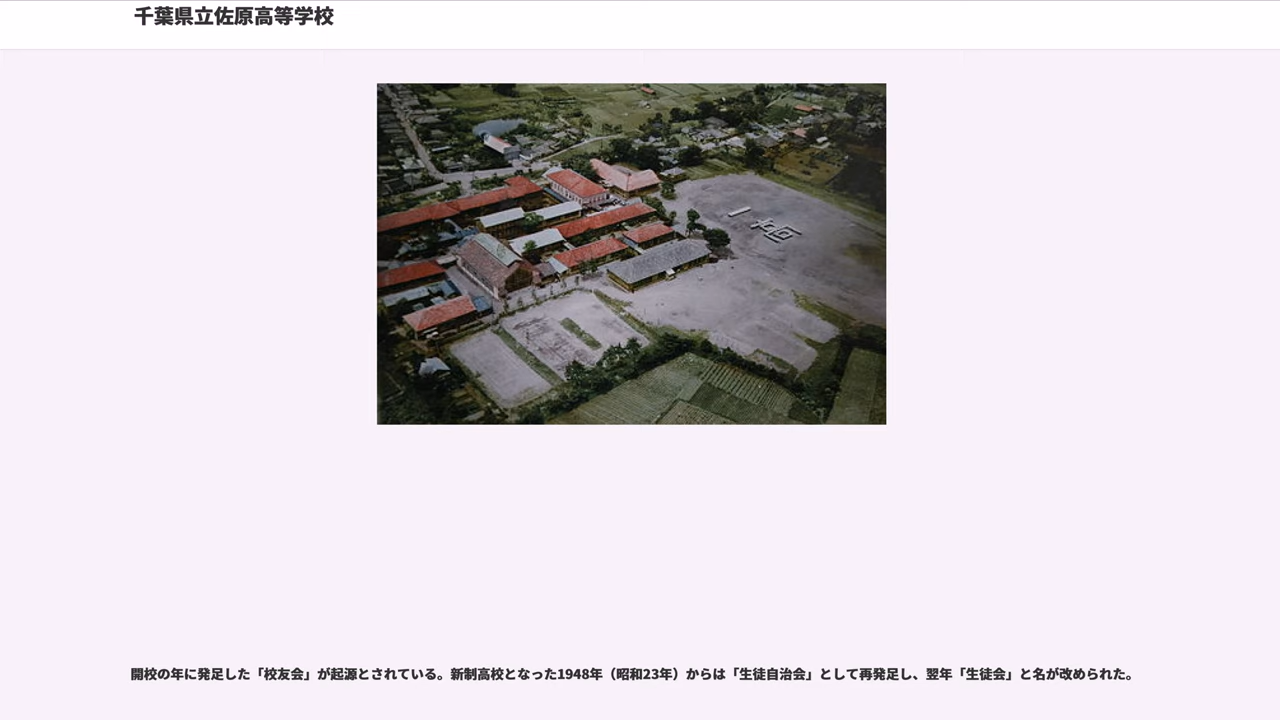 千葉県立佐原高等学校
開校の年に発足した「校友会」が起源とされている。新制高校となった1948年（昭和23年）からは「生徒自治会」として再発足し、翌年「生徒会」と名が改められた。